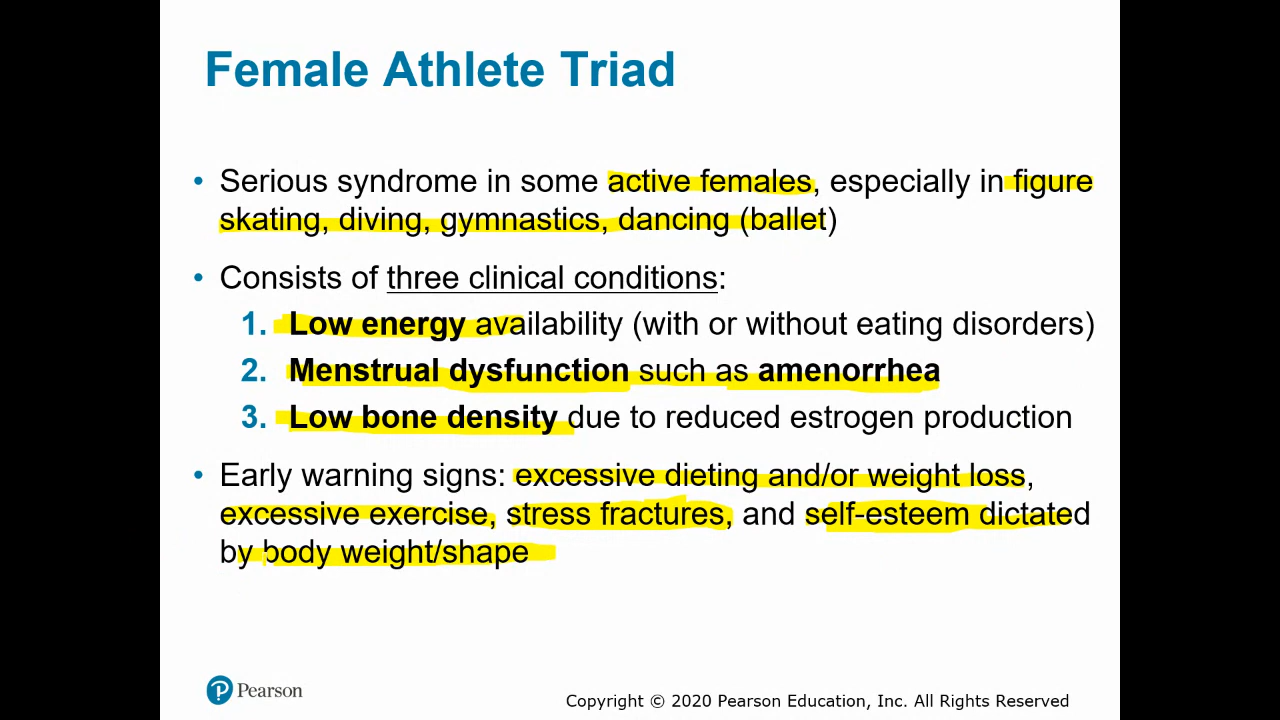 Female Athlete Triad
• Serious syndrome in some active females, especially in figure
skating, diving, gymnastics, dancing (ballet)
• Consists of three clinical conditions:
1. Low energy availability (with or without eating disorders)
2. Menstrual dysfunction such as amenorrhea
3. Low bone density due to reduced estrogen production
• Early warning signs: excessive dieting and/or weight loss,
excessive exercise, stress fractures, and self-esteem dictated
by body weight/shape
Pearson
Copyright © 2020 Pearson Education, Inc. All Rights Reserved